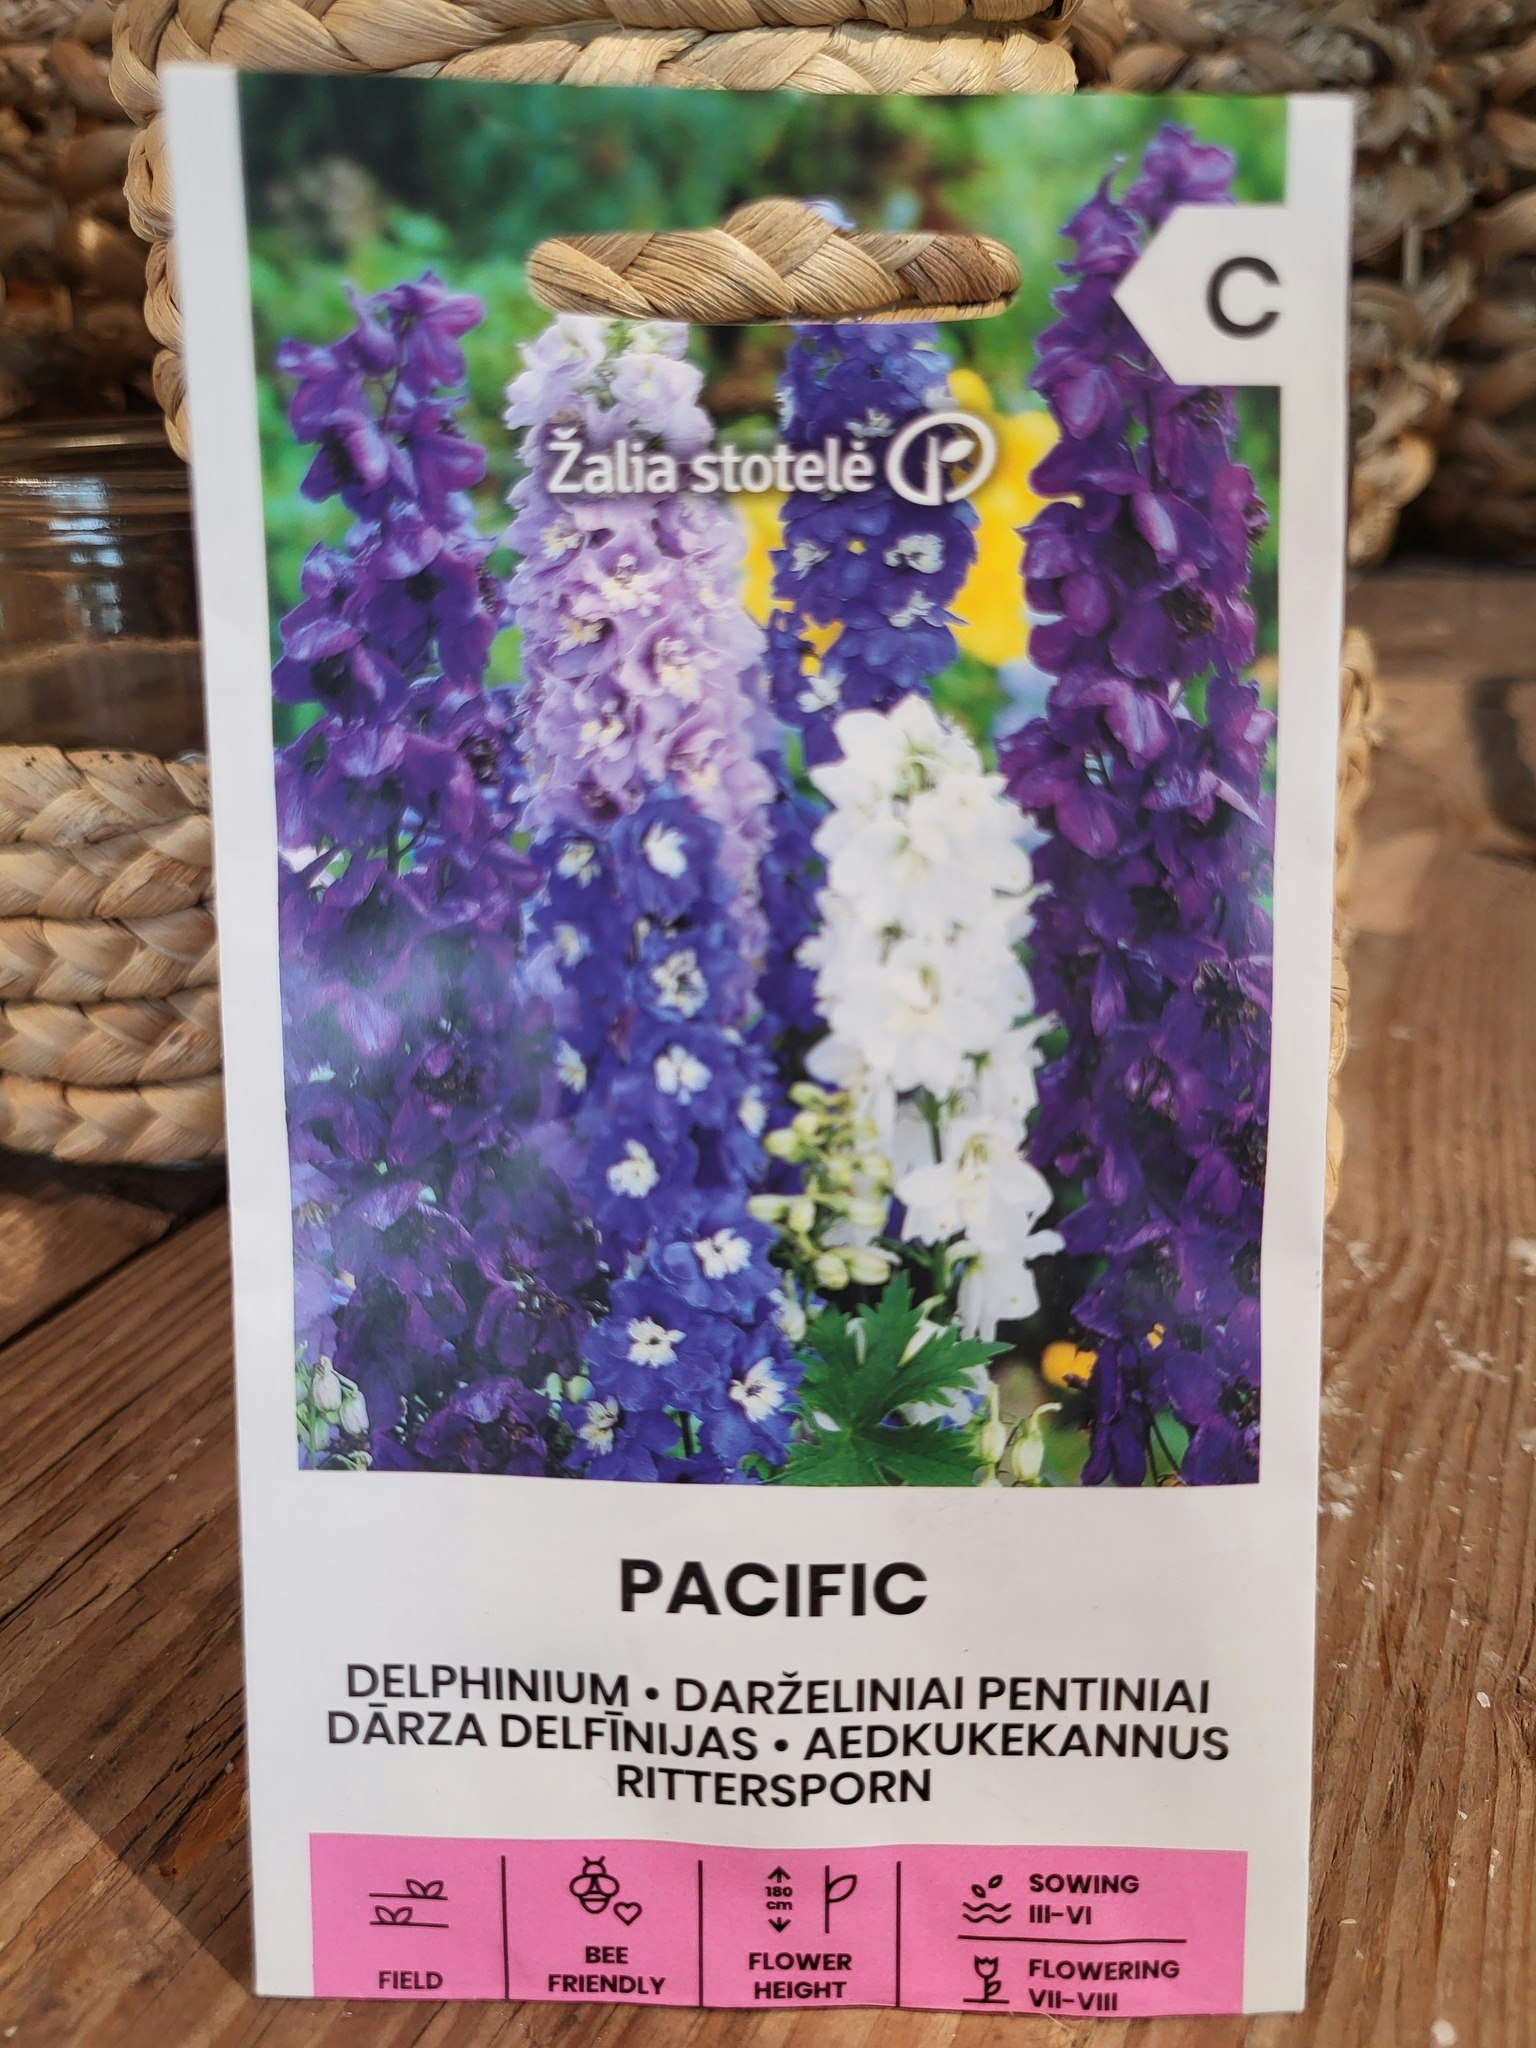 C
Žalia stotelė
PACIFIC
DELPHINIUM • DARŽELINIAI PENTINIAI
DĀRZA DELFĪNIJAS • AEDKUKEKANNUS
RITTERSPORN
FIELD
BEE
FRIENDLY
180
cm
FLOWER
HEIGHT
SOWING
III-VI
FLOWERING
VII-VIII